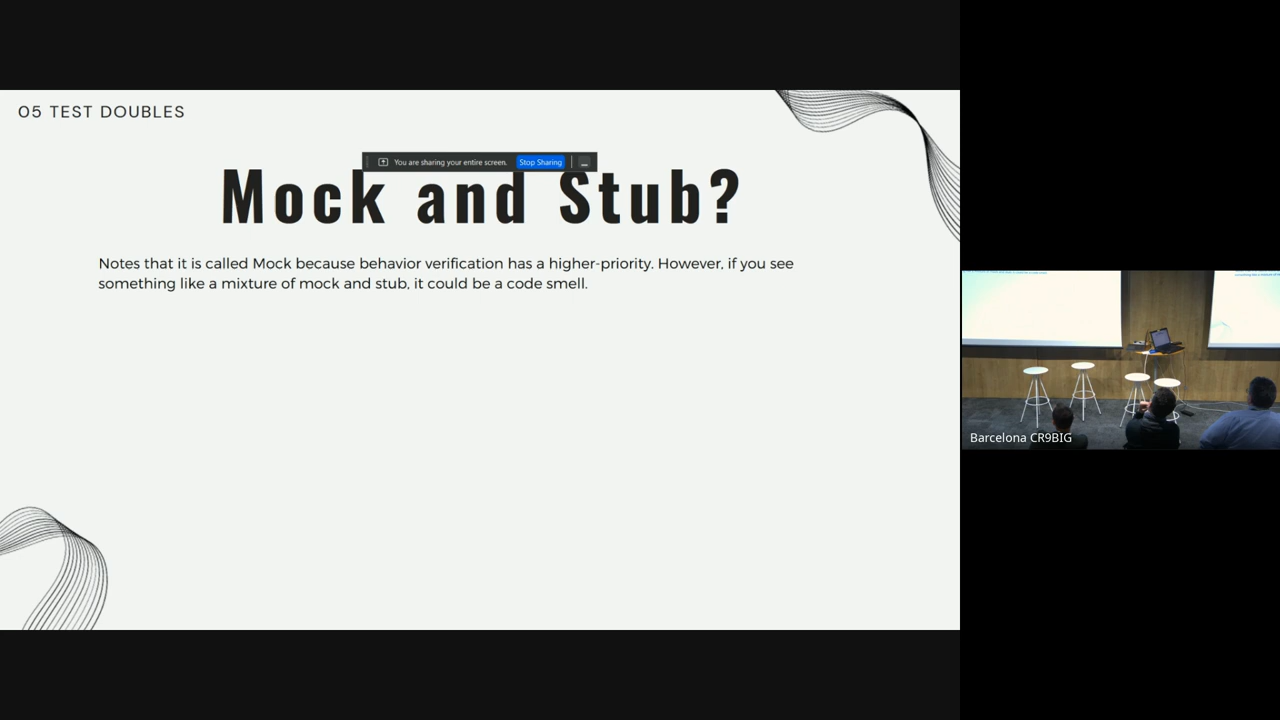 05 TEST DOUBLES
You are sharing your entire screen. Stop Sharing
Mock and Stub?
Notes that it is called Mock because behavior verification has a higher-priority. However, if you see
something like a mixture of mock and stub, it could be a code smell.
Barcelona CR9BIG